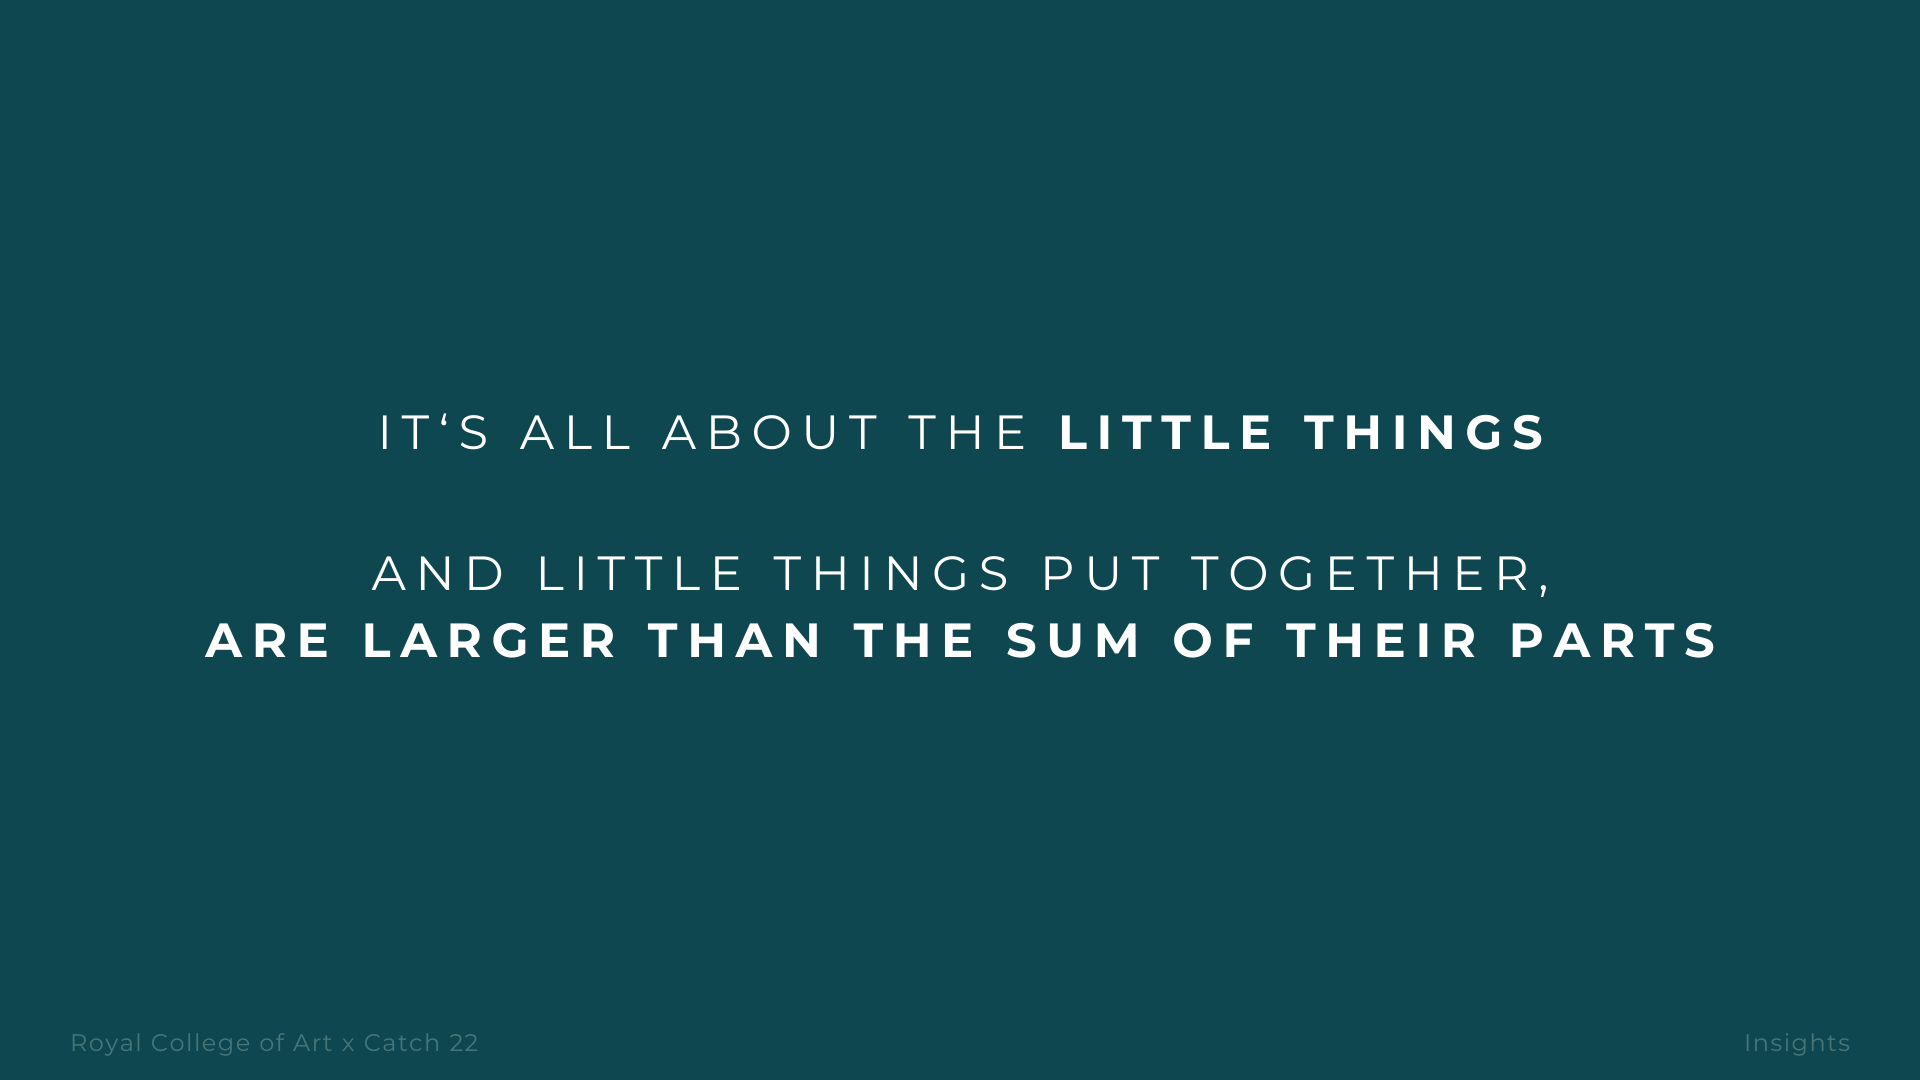 IT‘S ALL ABOUT THE LITTLE THINGS
AND LITTLE THINGS PUT TOGETHER,
ARE LARGER THAN THE SUM OF THEIR PARTS
Royal College of Art x Catch 22
Insights